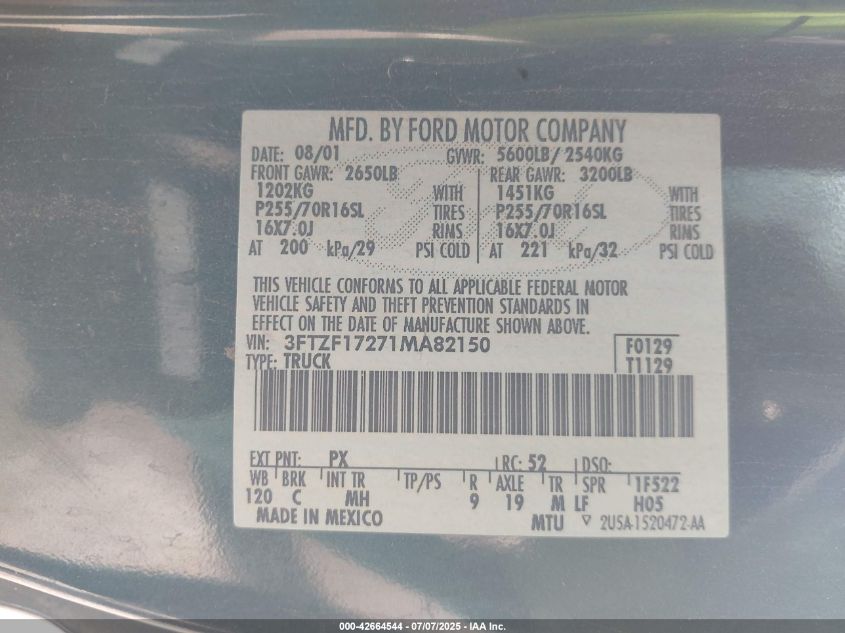 MFD. BY FORD MOTOR COMPANY
DATE: 08/01 GVWR: 5600LB/ 2540KG
FRONT GAWR: 2650LB REAR GAWR: 3200LB
1202KG WITH 1451KG WITH
P255/70R16SL TIRES P255/70R16SL TIRES
16X7.0J RIMS 16X7.0J RIMS
AT 200 kPa/29 PSI COLD AT 221 kPa/32 PSI COLD
THIS VEHICLE CONFORMS TO ALL APPLICABLE FEDERAL MOTOR
VEHICLE SAFETY AND THEFT PREVENTION STANDARDS IN
EFFECT ON THE DATE OF MANUFACTURE SHOWN ABOVE.
VIN: 3FTZF17271MA82150 F0129
TYPE: TRUCK T1129
EXT PNT: PX RC: 52 DSO:
WB BRK INT TR TP/PS R AXLE TR SPR 1F522
120 C MH 9 19 M LF H05
MADE IN MEXICO MTU 2U5A-1520472-AA
000-42664544 | 07/07/2025 - IAA Inc.